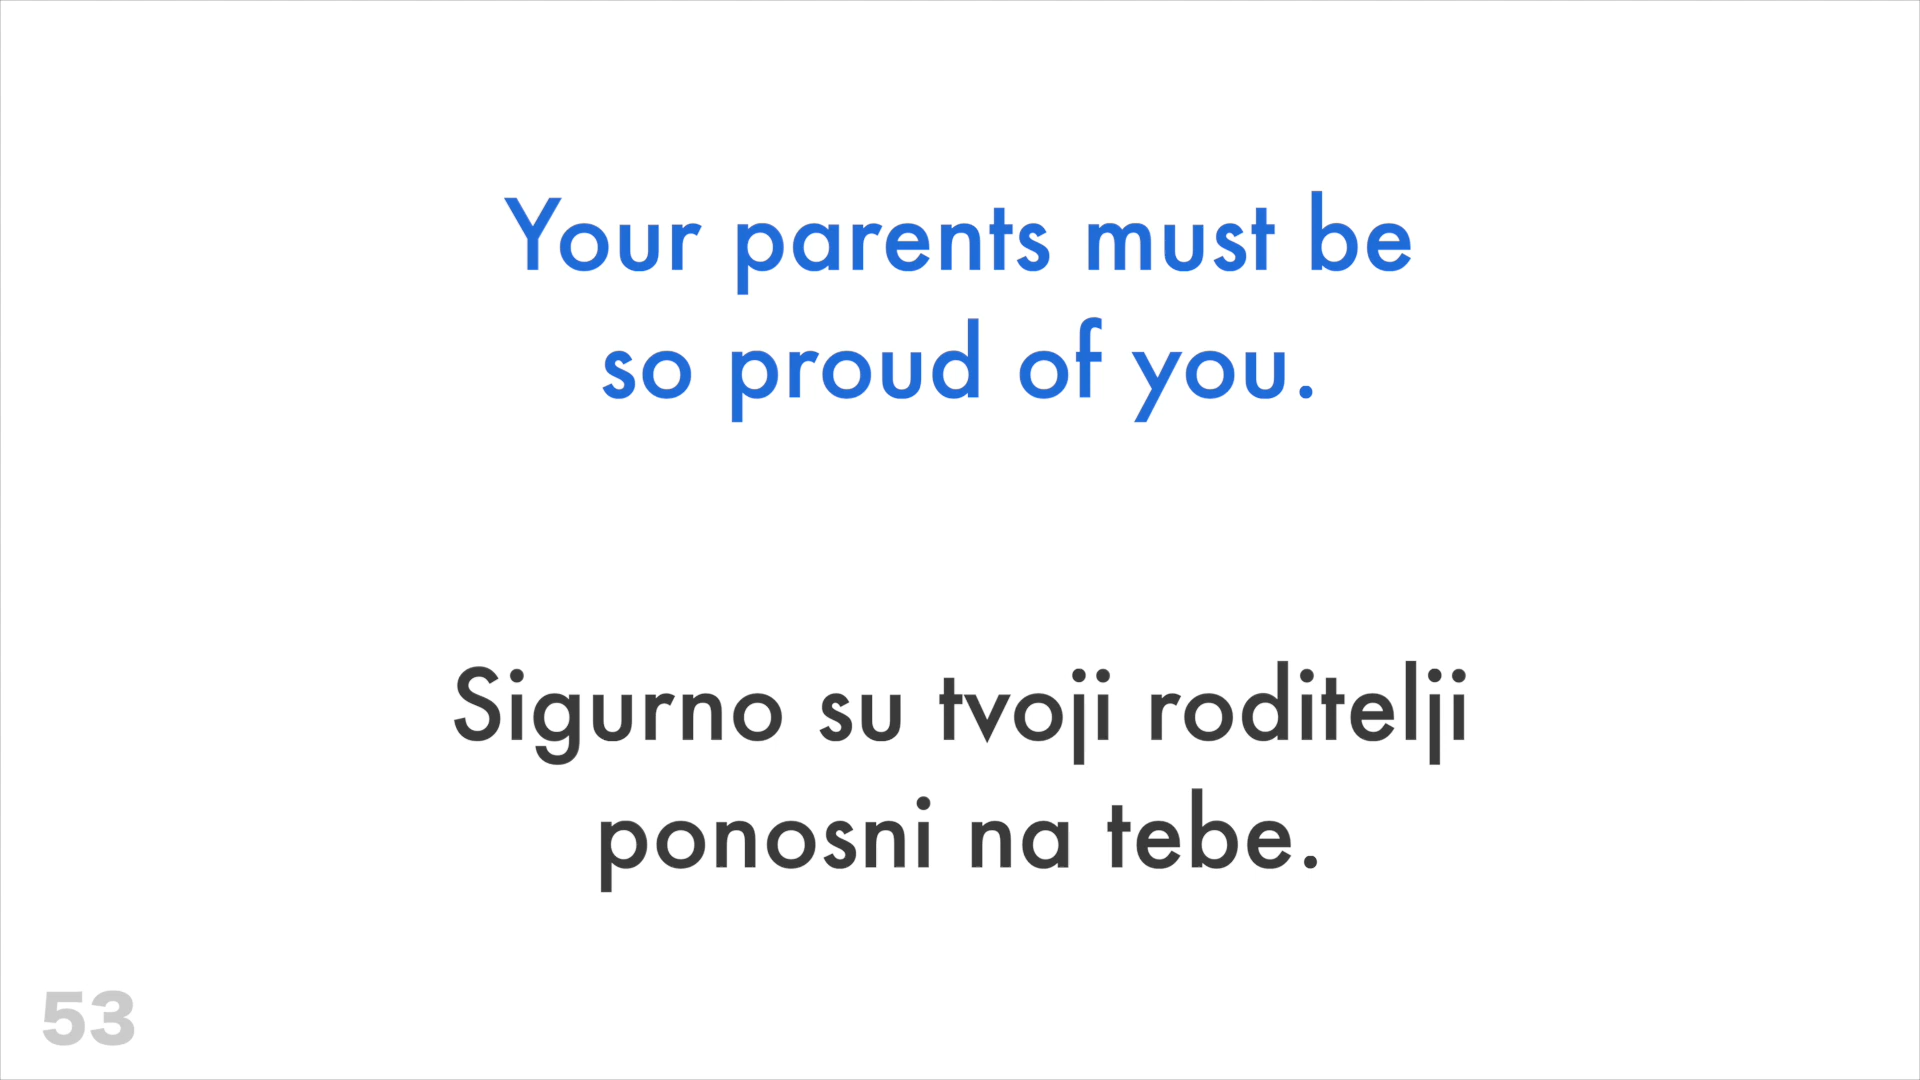 Your parents must be
so proud of you.
Sigurno su tvoji roditelji
ponosni na tebe.
53